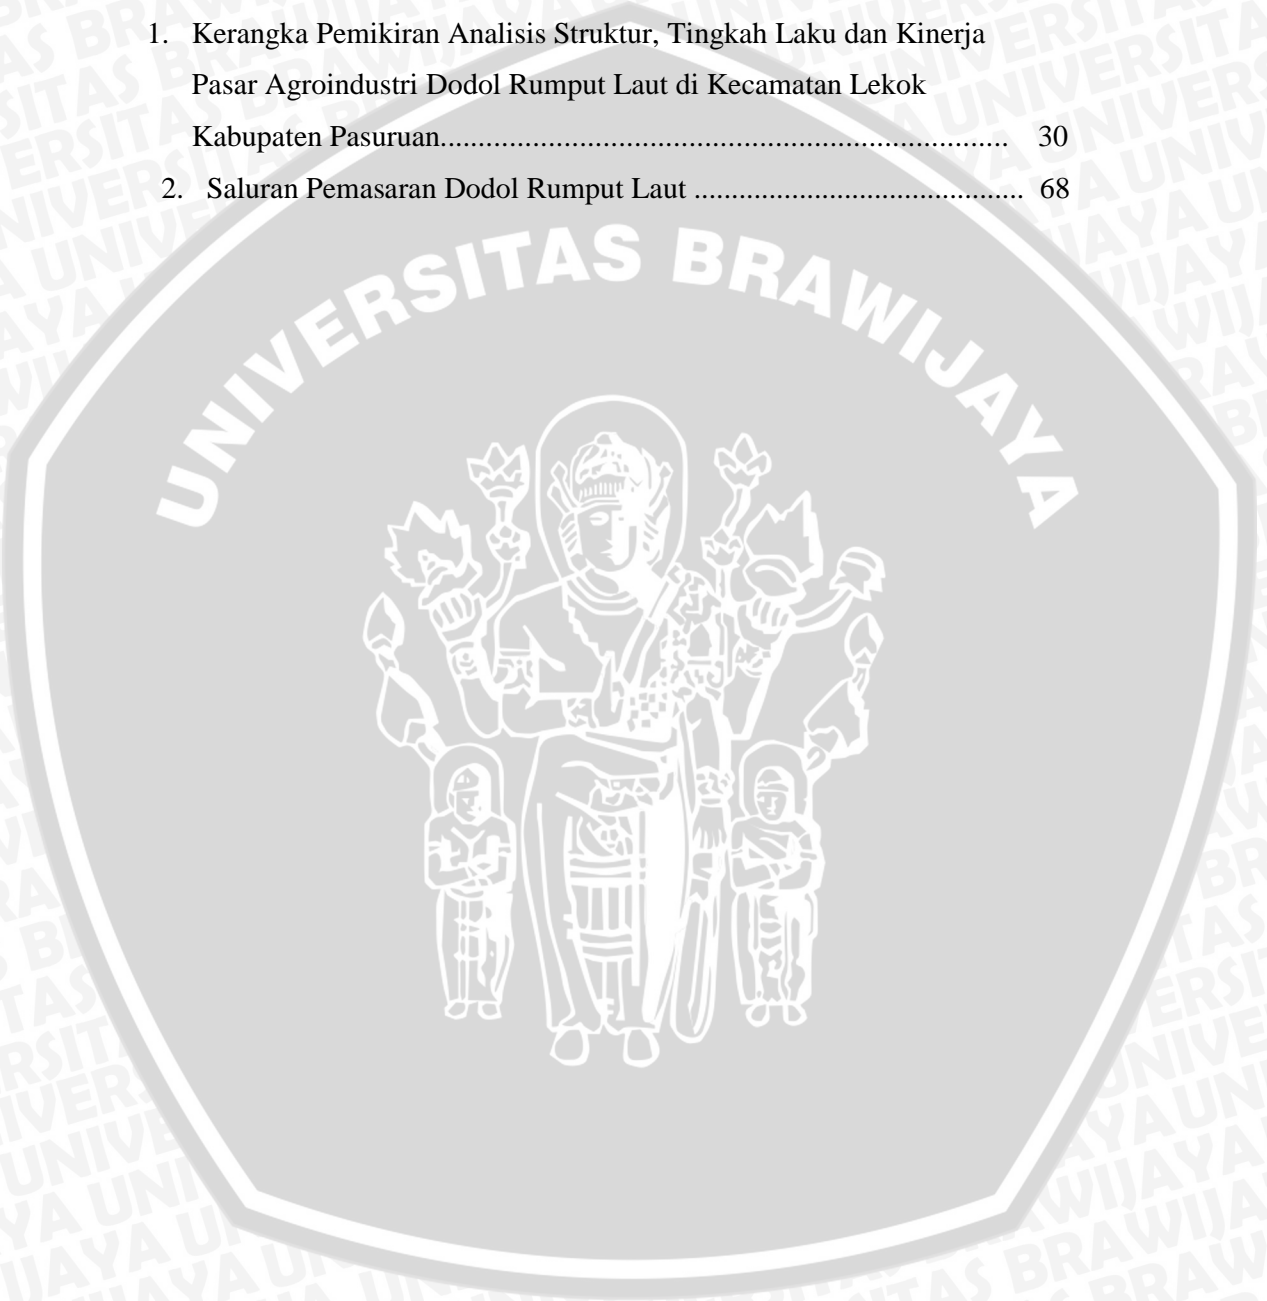 1. Kerangka Pemikiran Analisis Struktur, Tingkah Laku dan Kinerja
Pasar Agroindustri Dodol Rumput Laut di Kecamatan Lekok
Kabupaten Pasuruan............................................................................ 30
2. Saluran Pemasaran Dodol Rumput Laut ............................................ 68
UNIVERSITAS BRAWIJAYA